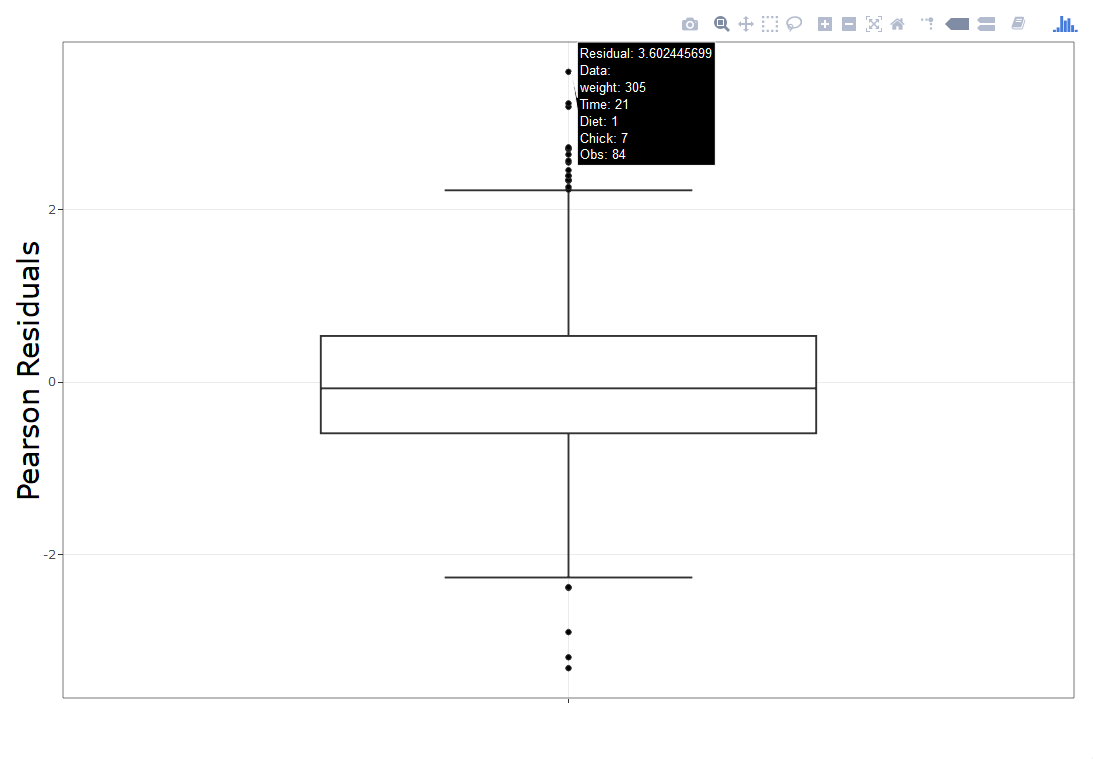 Residual: 3.602445699
Data:
weight: 305
Time: 21
Diet: 1
Chick: 7
Obs: 84
2
0
-2
Pearson Residuals